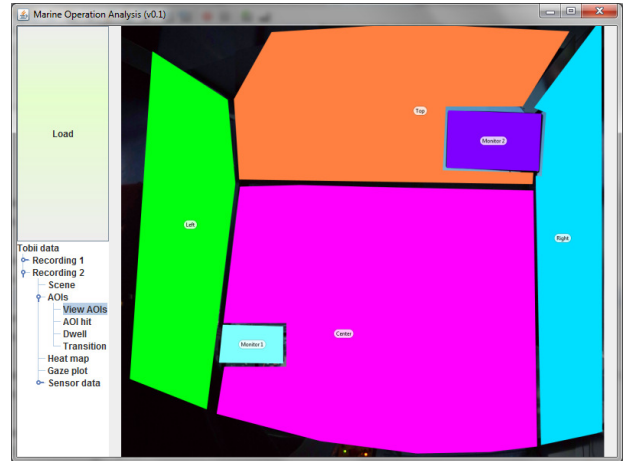 Marine Operation Analysis (v0.1)
Load
Tobii data
Recording 1
Recording 2
Scene
AOIs
View AOIs
AOI hit
Dwell
Transition
Heat map
Gaze plot
Sensor data
Top
Monitor 2
Left
Right
Center
Monitor 1